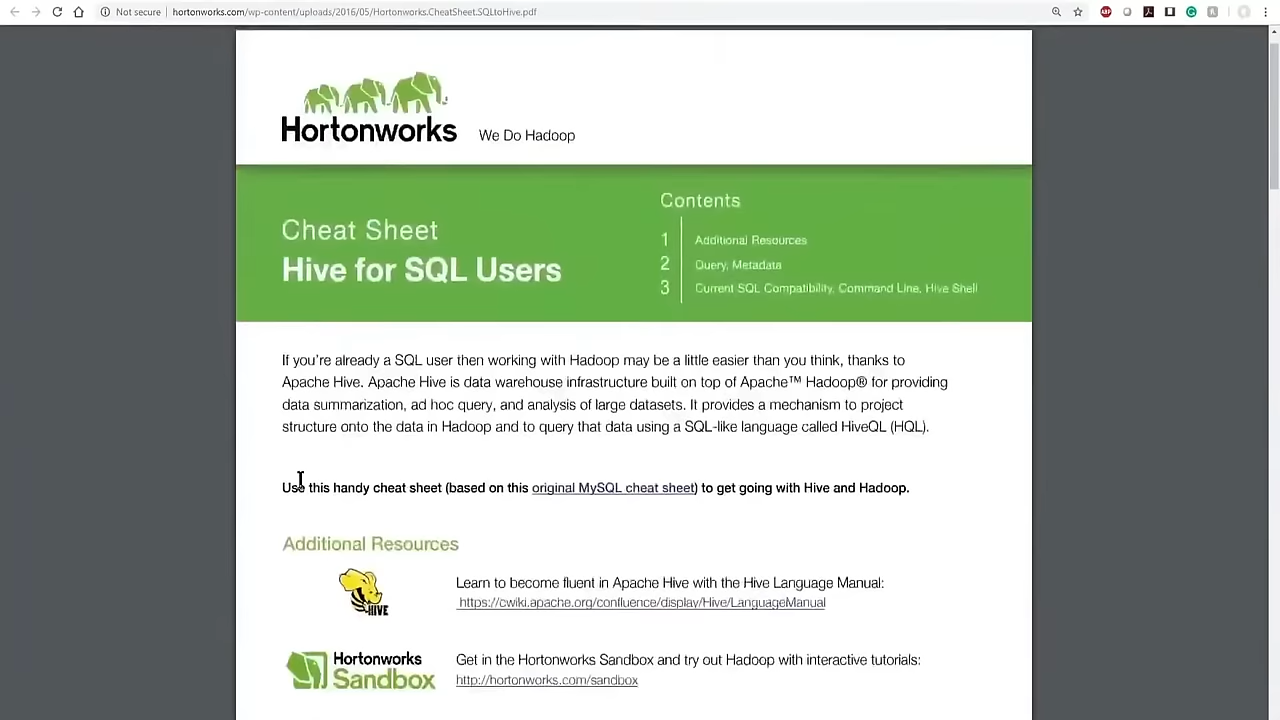 Not secure
hortonworks.com/wp-content/uploads/2016/05/Hortonworks.CheatSheet.SQLtoHive.pdf
ABP
Hortonworks
We Do Hadoop
Cheat Sheet
Hive for SQL Users
Contents
1 Additional Resources
2 Query, Metadata
3 Current SQL Compatibility, Command Line, Hive Shell
If you're already a SQL user then working with Hadoop may be a little easier than you think, thanks to
Apache Hive. Apache Hive is data warehouse infrastructure built on top of Apache™ Hadoop® for providing
data summarization, ad hoc query, and analysis of large datasets. It provides a mechanism to project
structure onto the data in Hadoop and to query that data using a SQL-like language called HiveQL (HQL).
Use this handy cheat sheet (based on this original MySQL cheat sheet) to get going with Hive and Hadoop.
Additional Resources
HIVE
Learn to become fluent in Apache Hive with the Hive Language Manual:
https://cwiki.apache.org/confluence/display/Hive/LanguageManual
Hortonworks
Sandbox
Get in the Hortonworks Sandbox and try out Hadoop with interactive tutorials:
http://hortonworks.com/sandbox